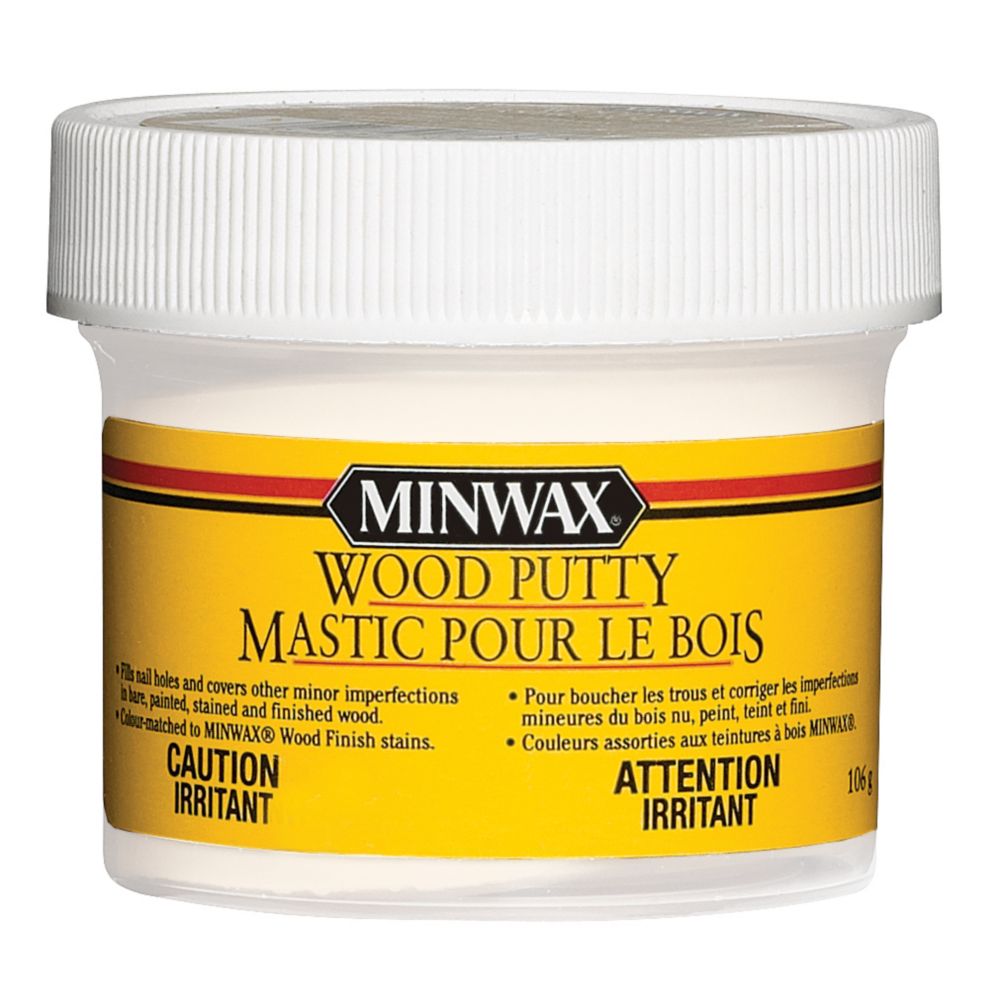 MINWAX®
WOOD PUTTY
MASTIC POUR LE BOIS
• Fills nail holes and covers other minor imperfections
in bare, painted, stained and finished wood.
• Colour-matched to MINWAX® Wood Finish stains.
CAUTION
IRRITANT
• Pour boucher les trous et corriger les imperfections
mineures du bois nu, peint, teint et fini.
• Couleurs assorties aux teintures à bois MINWAX®.
ATTENTION
IRRITANT
106 g